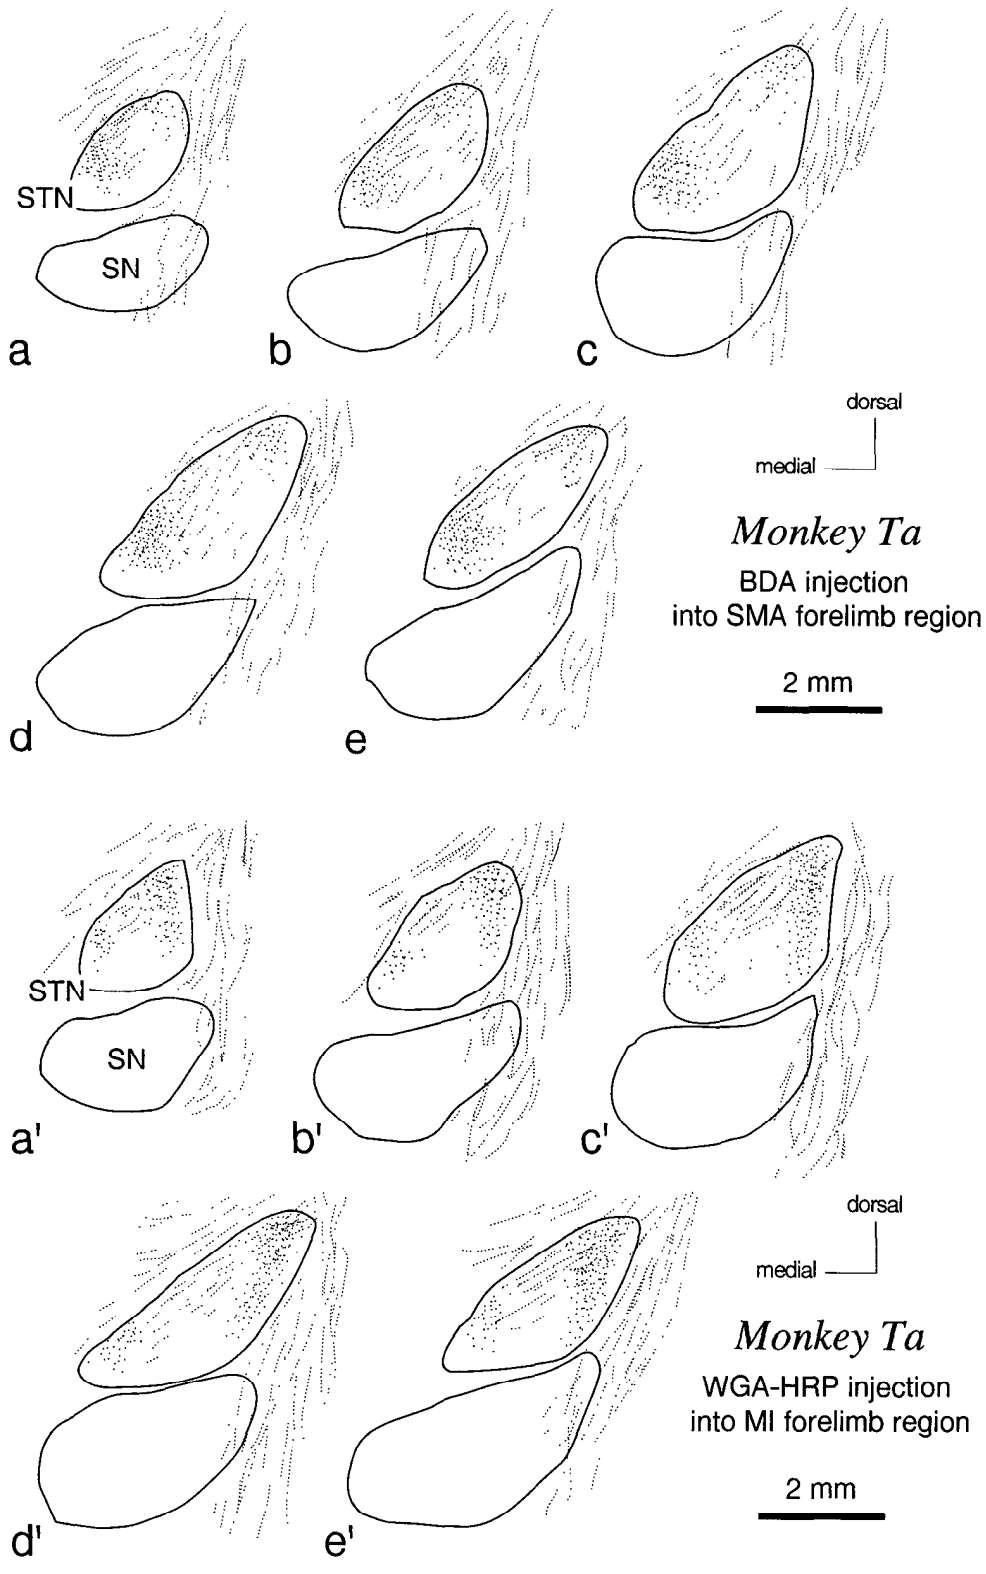 STN
SN
a
b
c
dorsal
medial
Monkey Ta
BDA injection
into SMA forelimb region
2 mm
d
e
STN
SN
a'
b'
c'
dorsal
medial
Monkey Ta
WGA-HRP injection
into MI forelimb region
2 mm
d'
e'